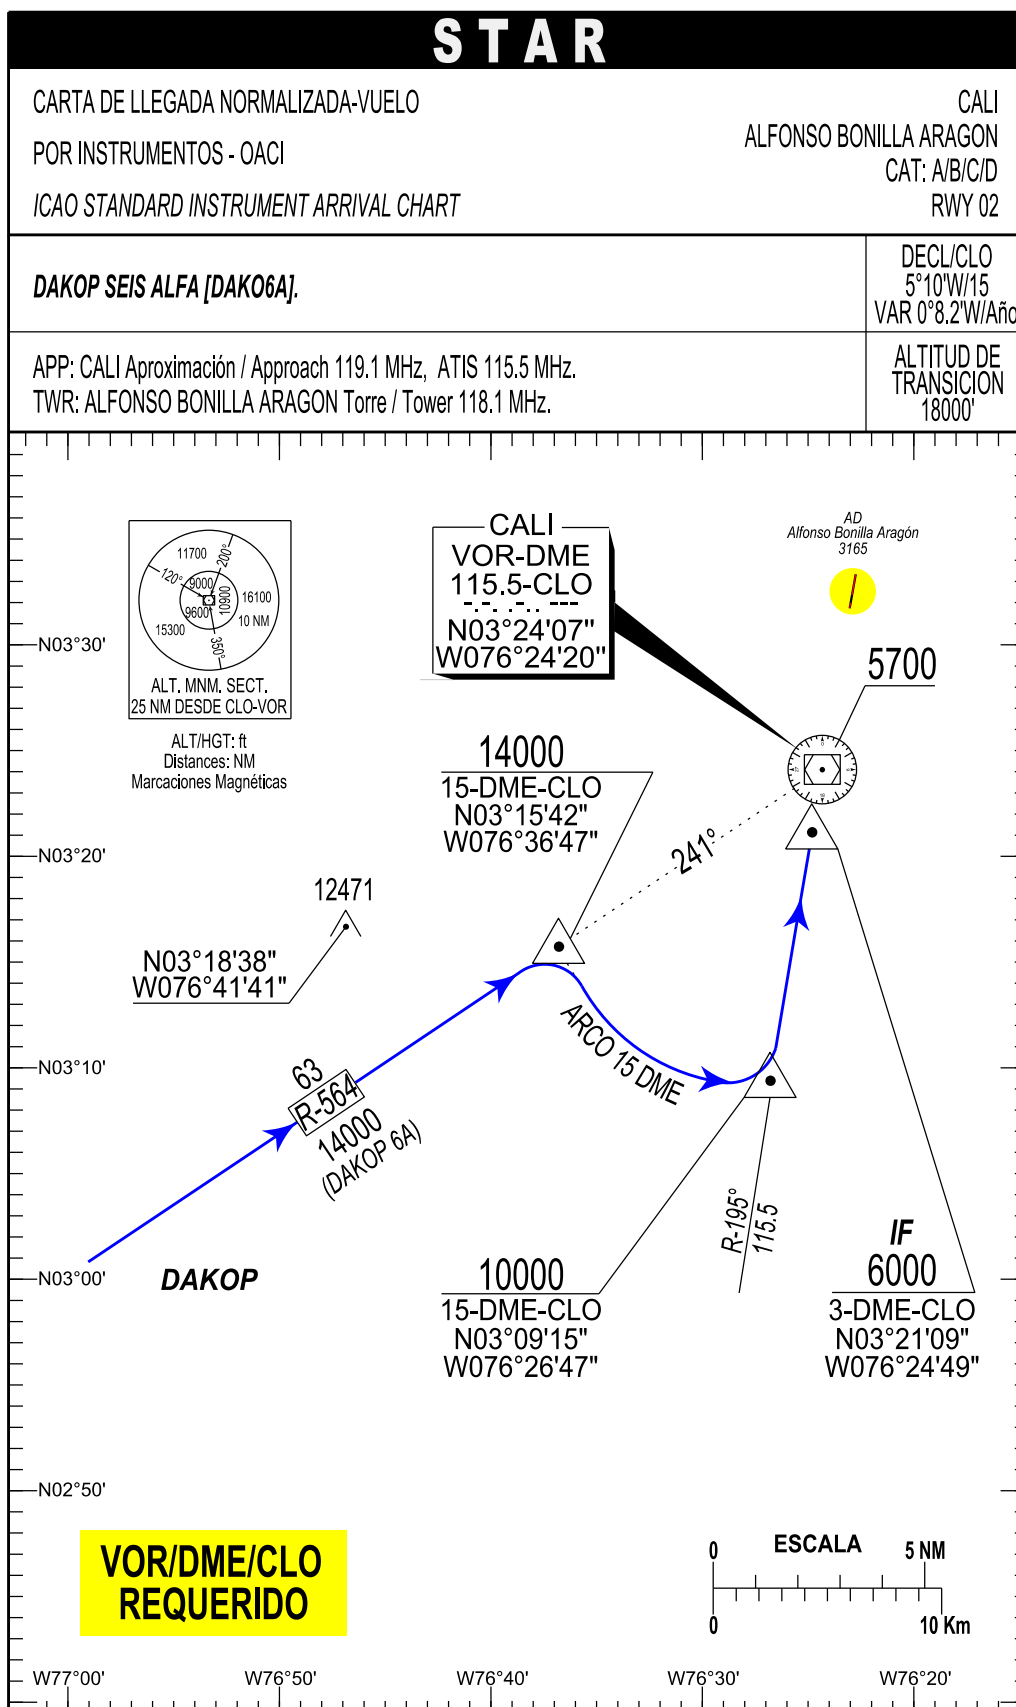 STAR
CARTA DE LLEGADA NORMALIZADA-VUELO
POR INSTRUMENTOS - OACI
ICAO STANDARD INSTRUMENT ARRIVAL CHART
CALI
ALFONSO BONILLA ARAGON
CAT: A/B/C/D
RWY 02
DAKOP SEIS ALFA [DAKO6A].
DECL/CLO
5°10'W/15
VAR 0°8.2'W/Año
APP: CALI Aproximación / Approach 119.1 MHz, ATIS 115.5 MHz.
TWR: ALFONSO BONILLA ARAGON Torre / Tower 118.1 MHz.
ALTITUD DE
TRANSICION
18000'
11700
200°
120°
9000
10900
16100
9600
10 NM
15300
350°
ALT. MNM. SECT.
25 NM DESDE CLO-VOR
ALT/HGT: ft
Distances: NM
Marcaciones Magnéticas
CALI
VOR-DME
115.5-CLO
N03°24'07"
W076°24'20"
AD
Alfonso Bonilla Aragón
3165
N03°30'
5700
14000
15-DME-CLO
N03°15'42"
W076°36'47"
241°
N03°20'
12471
N03°18'38"
W076°41'41"
ARCO 15 DME
N03°10'
63
R-564
14000
(DAKOP 6A)
R-195°
115.5
DAKOP
N03°00'
10000
15-DME-CLO
N03°09'15"
W076°26'47"
IF
6000
3-DME-CLO
N03°21'09"
W076°24'49"
N02°50'
VOR/DME/CLO
REQUERIDO
0 ESCALA 5 NM
0 10 Km
W77°00' W76°50' W76°40' W76°30' W76°20'